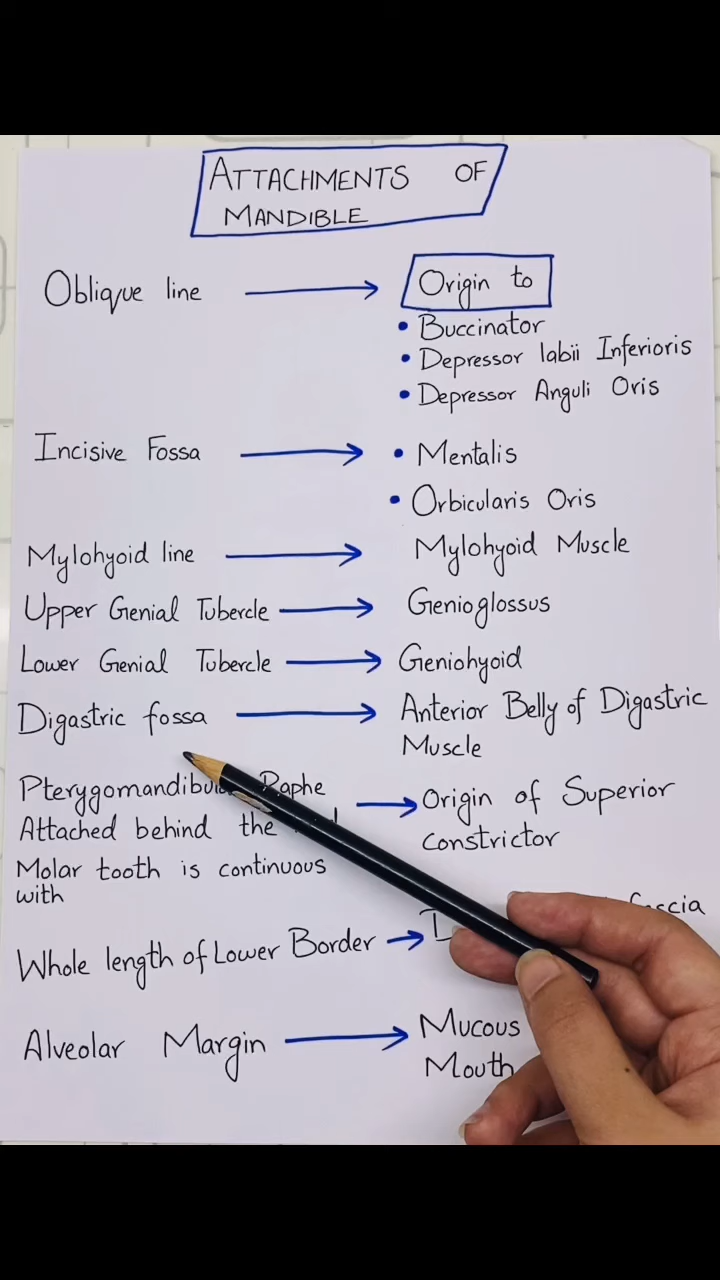 ATTACHMENTS OF
MANDIBLE
Oblique line → Origin to
• Buccinator
• Depressor labii Inferioris
• Depressor Anguli Oris
Incisive Fossa → • Mentalis
• Orbicularis Oris
Mylohyoid line → Mylohyoid Muscle
Upper Genial Tubercle → Genioglossus
Lower Genial Tubercle → Geniohyoid
Digastric fossa → Anterior Belly of Digastric
Muscle
Pterygomandibular Raphe → Origin of Superior
Attached behind the
constrictor
Molar tooth is continuous
with
Whole length of Lower Border → fascia
Alveolar Margin → Mucous
Mouth